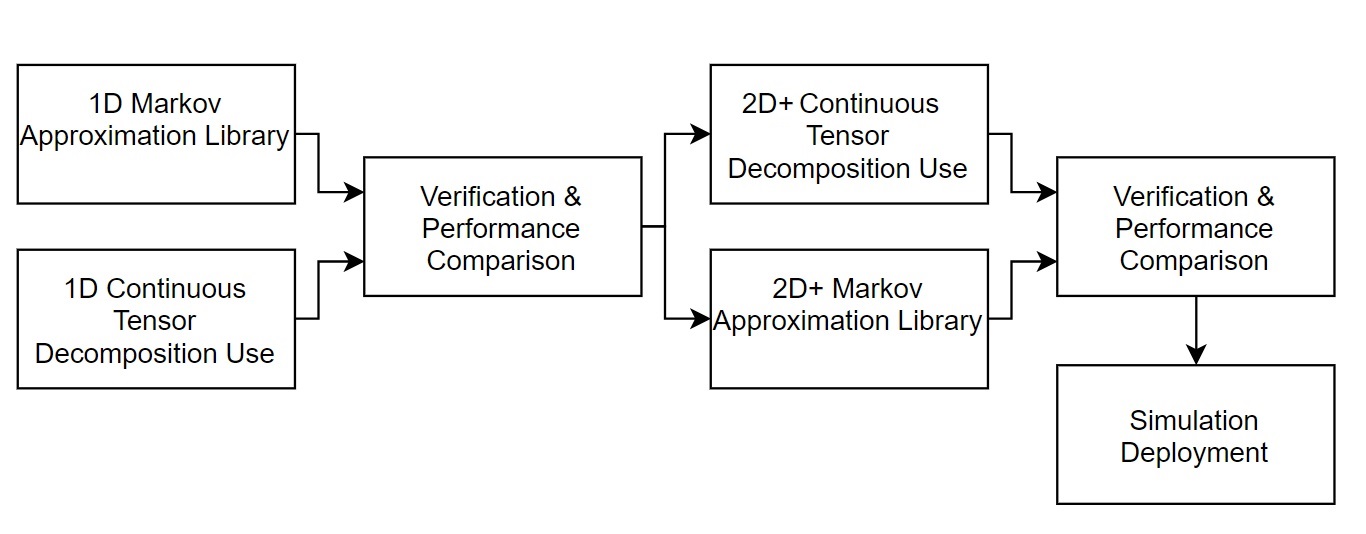 1D Markov
Approximation Library
1D Continuous
Tensor
Decomposition Use
Verification &
Performance
Comparison
2D+ Continuous
Tensor
Decomposition Use
2D+ Markov
Approximation Library
Verification &
Performance
Comparison
Simulation
Deployment